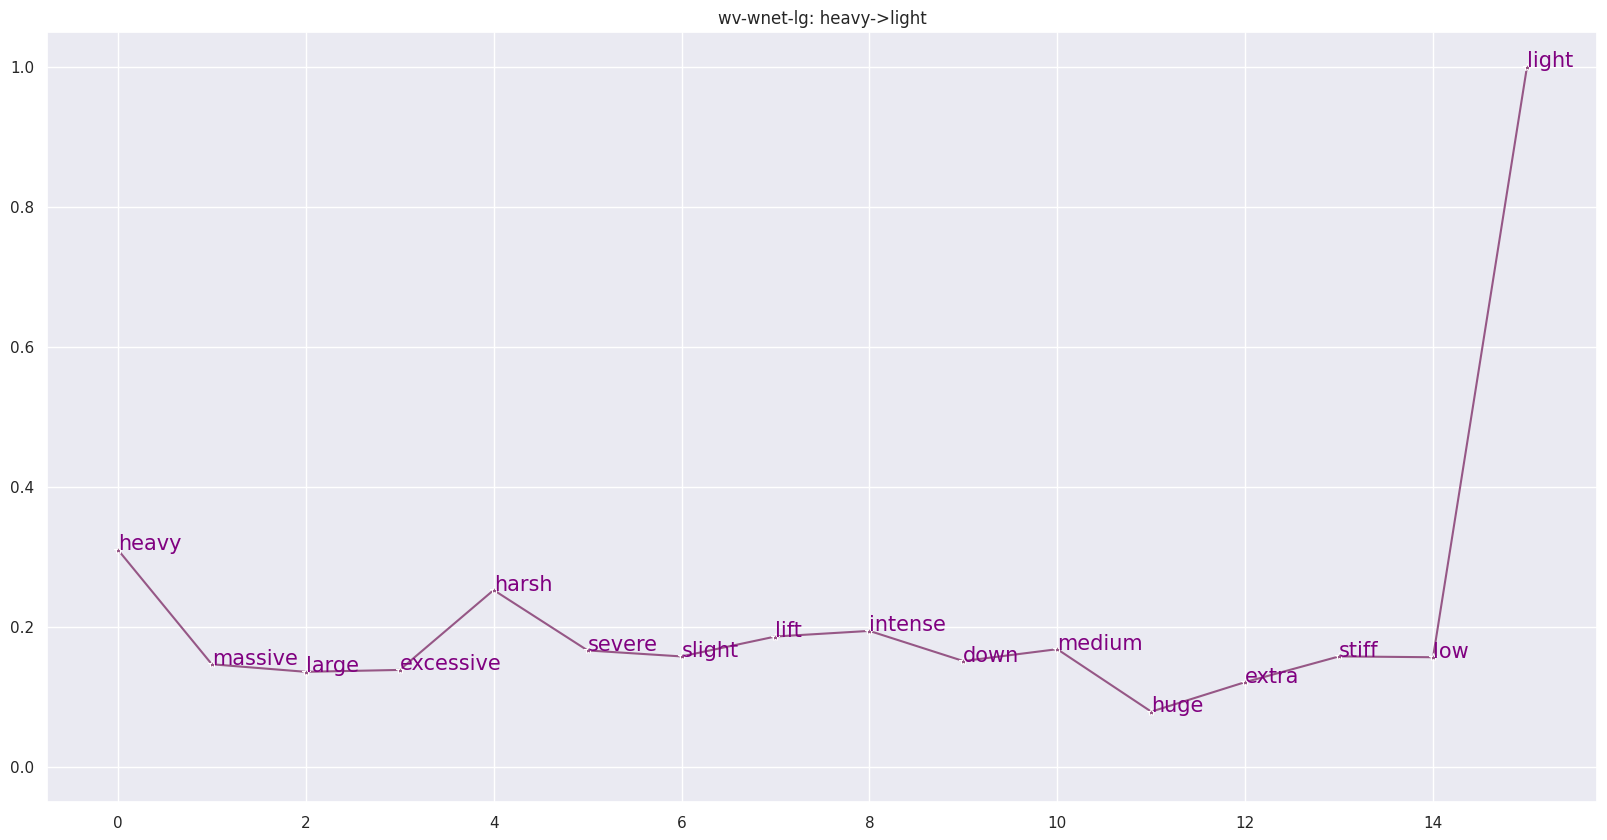 wv-wnet-lg: heavy->light
1.0
0.8
0.6
0.4
0.2
0.0
heavy
massive
large
excessive
harsh
severe
slight
lift
intense
down
medium
huge
extra
stiff
low
light
0 2 4 6 8 10 12 14